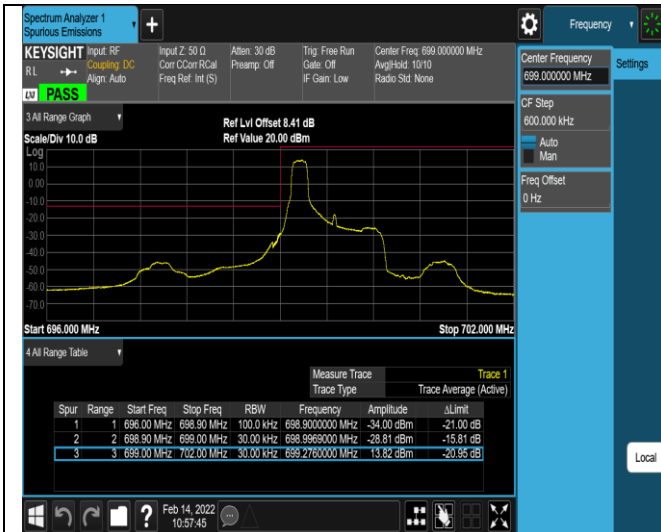 Spectrum Analyzer 1
Spurious Emissions
Frequency
KEYSIGHT
Input: RF
Input Z: 50 Ω
Atten: 30 dB
Trig: Free Run
Center Freq: 699.000000 MHz
R L
Coupling: DC
Corr CCorr RCal
Preamp: Off
Gate: Off
Avg|Hold: 10/10
Align: Auto
Freq Ref: Int (S)
IF Gain: Low
Radio Std: None
LXI
PASS
Center Frequency
699.000000 MHz
Settings
CF Step
600.000 kHz
Auto
Man
Freq Offset
0 Hz
3 All Range Graph
Ref Lvl Offset 8.41 dB
Scale/Div 10.0 dB
Ref Value 20.00 dBm
Log
10.0
0.00
-10.0
-20.0
-30.0
-40.0
-50.0
-60.0
-70.0
Start 696.000 MHz
Stop 702.000 MHz
4 All Range Table
Measure Trace Trace 1
Trace Type Trace Average (Active)
Spur Range Start Freq Stop Freq RBW Frequency Amplitude ΔLimit
1 1 696.00 MHz 698.90 MHz 100.0 kHz 698.9000000 MHz -34.00 dBm -21.00 dB
2 2 698.90 MHz 699.00 MHz 30.00 kHz 698.9969000 MHz -28.81 dBm -15.81 dB
3 3 699.00 MHz 702.00 MHz 30.00 kHz 699.2760000 MHz 13.82 dBm -20.95 dB
Local
Feb 14, 2022
10:57:45